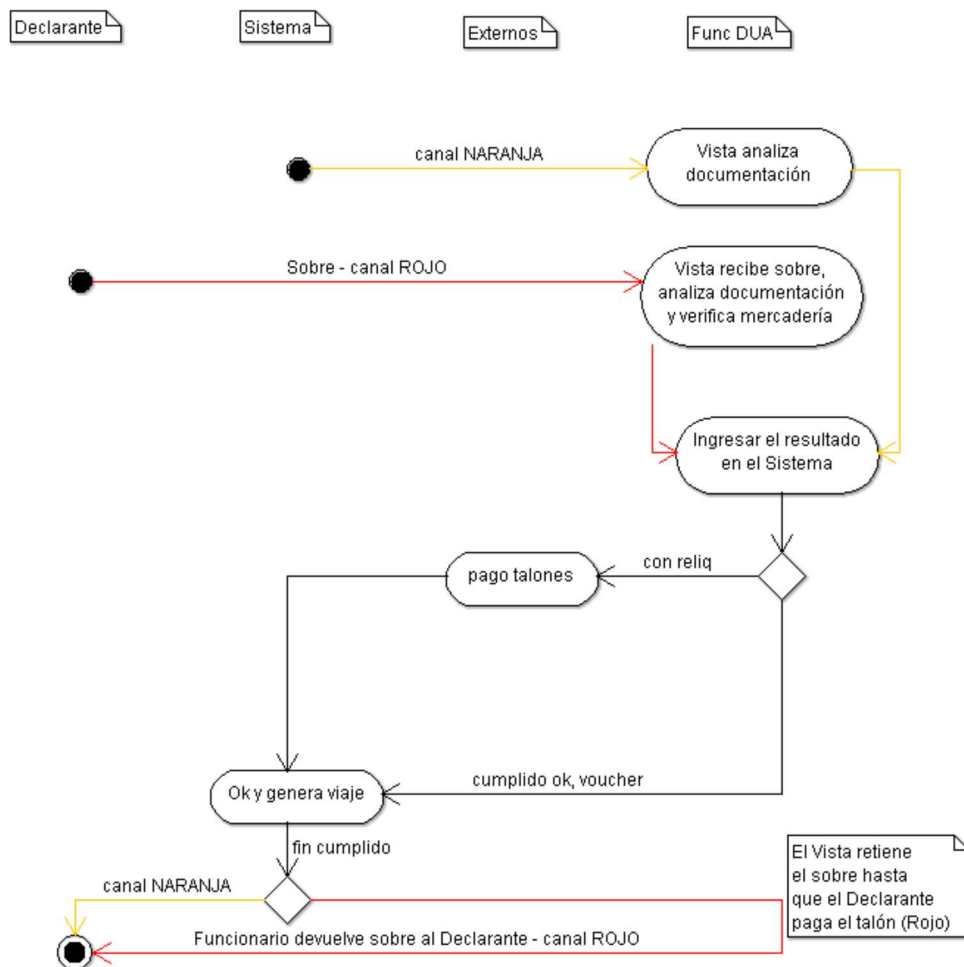 Declarante
Sistema
Externos
Func DUA
canal NARANJA
Vista analiza
documentación
Sobre - canal ROJO
Vista recibe sobre,
analiza documentación
y verifica mercadería
Ingresar el resultado
en el Sistema
con reliq
pago talones
cumplido ok, voucher
Ok y genera viaje
fin cumplido
canal NARANJA
Funcionario devuelve sobre al Declarante - canal ROJO
El Vista retiene
el sobre hasta
que el Declarante
paga el talón (Rojo)